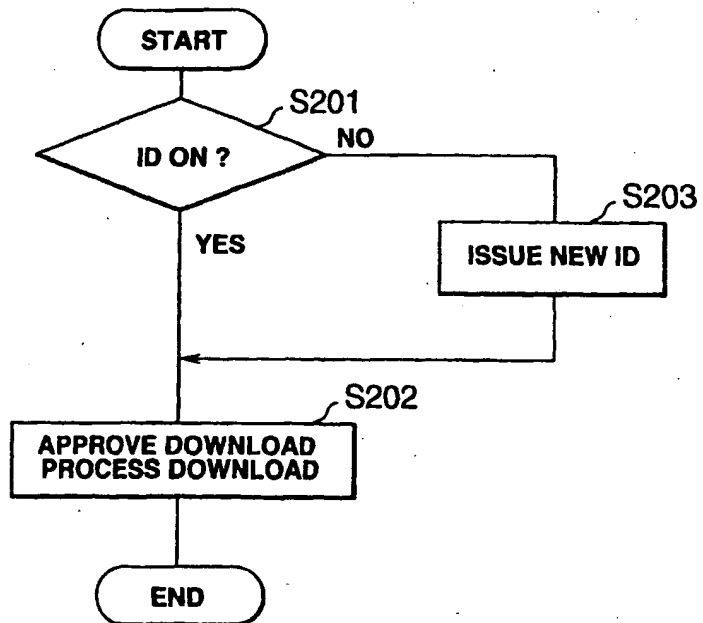 START
S201
ID ON ?
NO
S203
ISSUE NEW ID
YES
S202
APPROVE DOWNLOAD
PROCESS DOWNLOAD
END